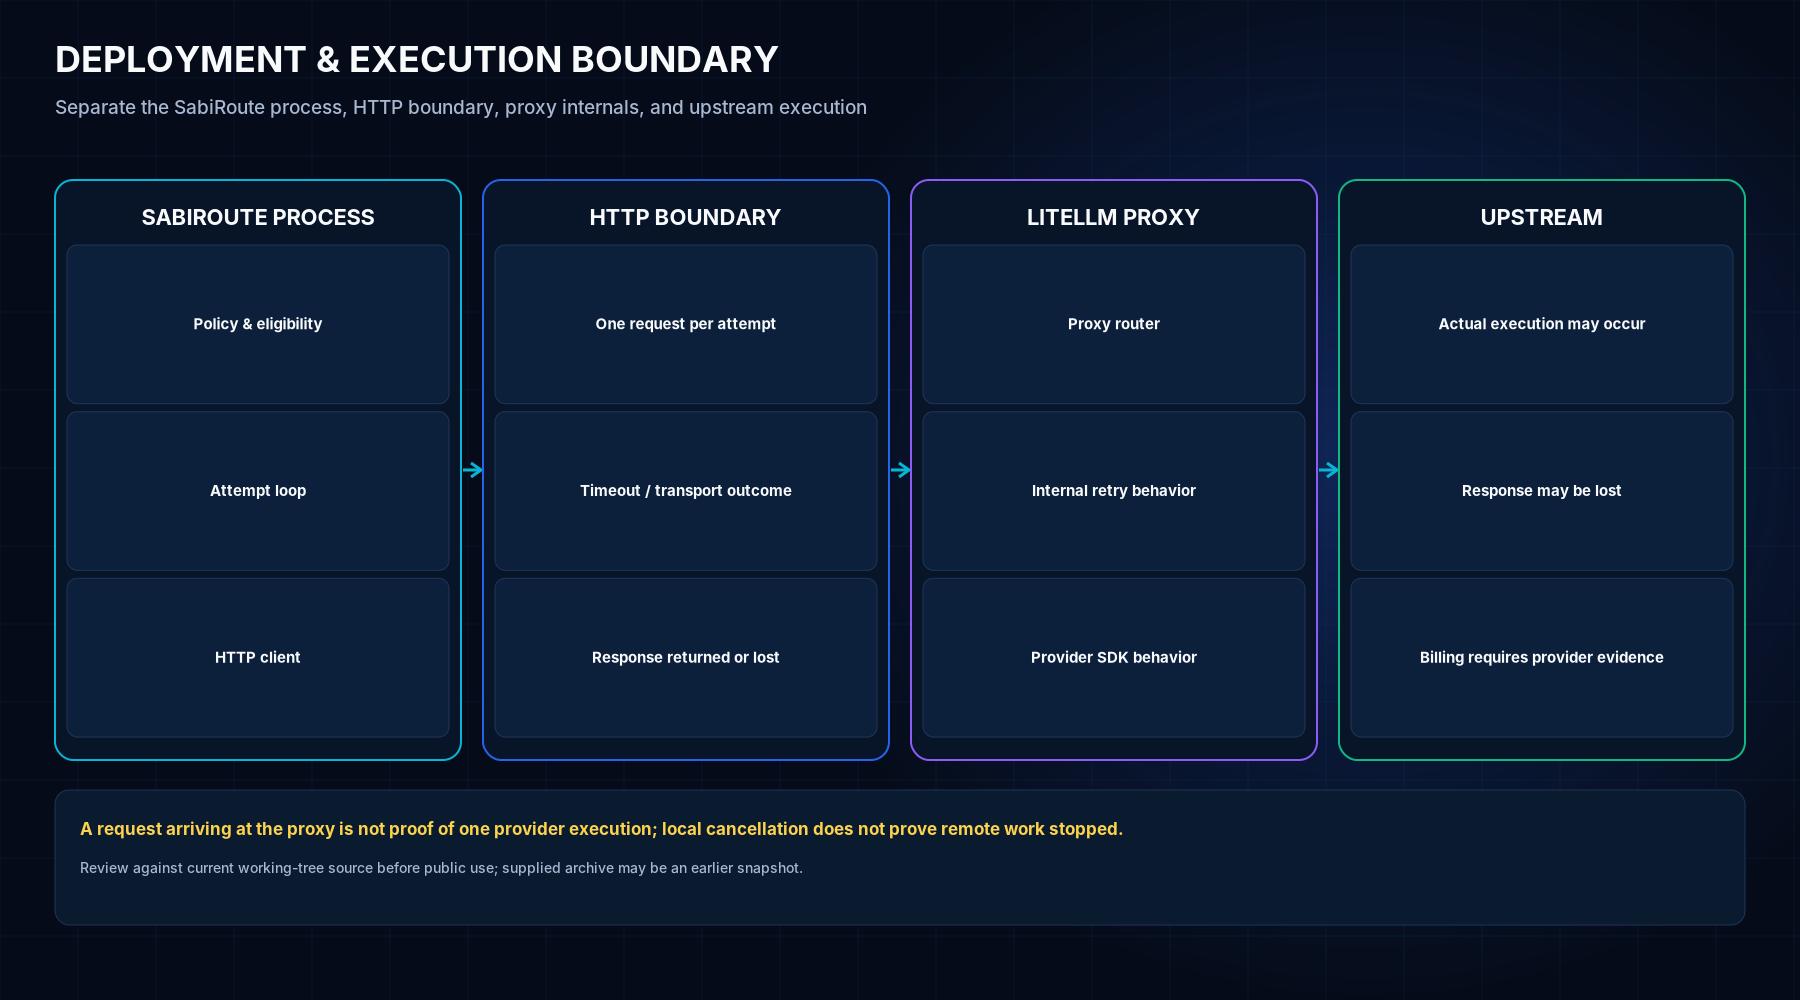 DEPLOYMENT & EXECUTION BOUNDARY
Separate the SabiRoute process, HTTP boundary, proxy internals, and upstream execution
SABIROUTE PROCESS
Policy & eligibility
Attempt loop
HTTP client
HTTP BOUNDARY
One request per attempt
Timeout / transport outcome
Response returned or lost
LITELLM PROXY
Proxy router
Internal retry behavior
Provider SDK behavior
UPSTREAM
Actual execution may occur
Response may be lost
Billing requires provider evidence
A request arriving at the proxy is not proof of one provider execution; local cancellation does not prove remote work stopped.
Review against current working-tree source before public use; supplied archive may be an earlier snapshot.